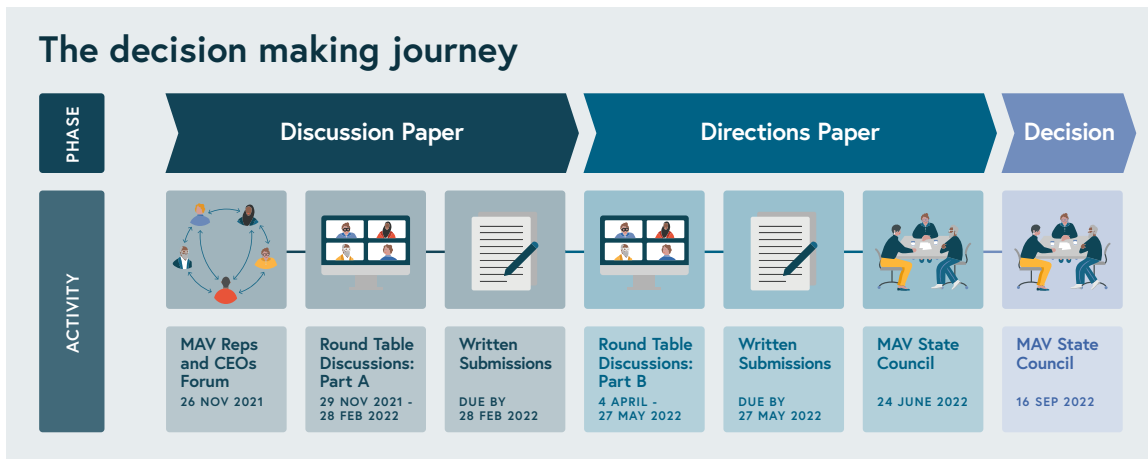 The decision making journey
PHASE
Discussion Paper
Directions Paper
Decision
ACTIVITY
MAV Reps
and CEOs
Forum
26 NOV 2021
Round Table
Discussions:
Part A
29 NOV 2021 -
28 FEB 2022
Written
Submissions
DUE BY
28 FEB 2022
Round Table
Discussions:
Part B
4 APRIL -
27 MAY 2022
Written
Submissions
DUE BY
27 MAY 2022
MAV State
Council
24 JUNE 2022
MAV State
Council
16 SEP 2022